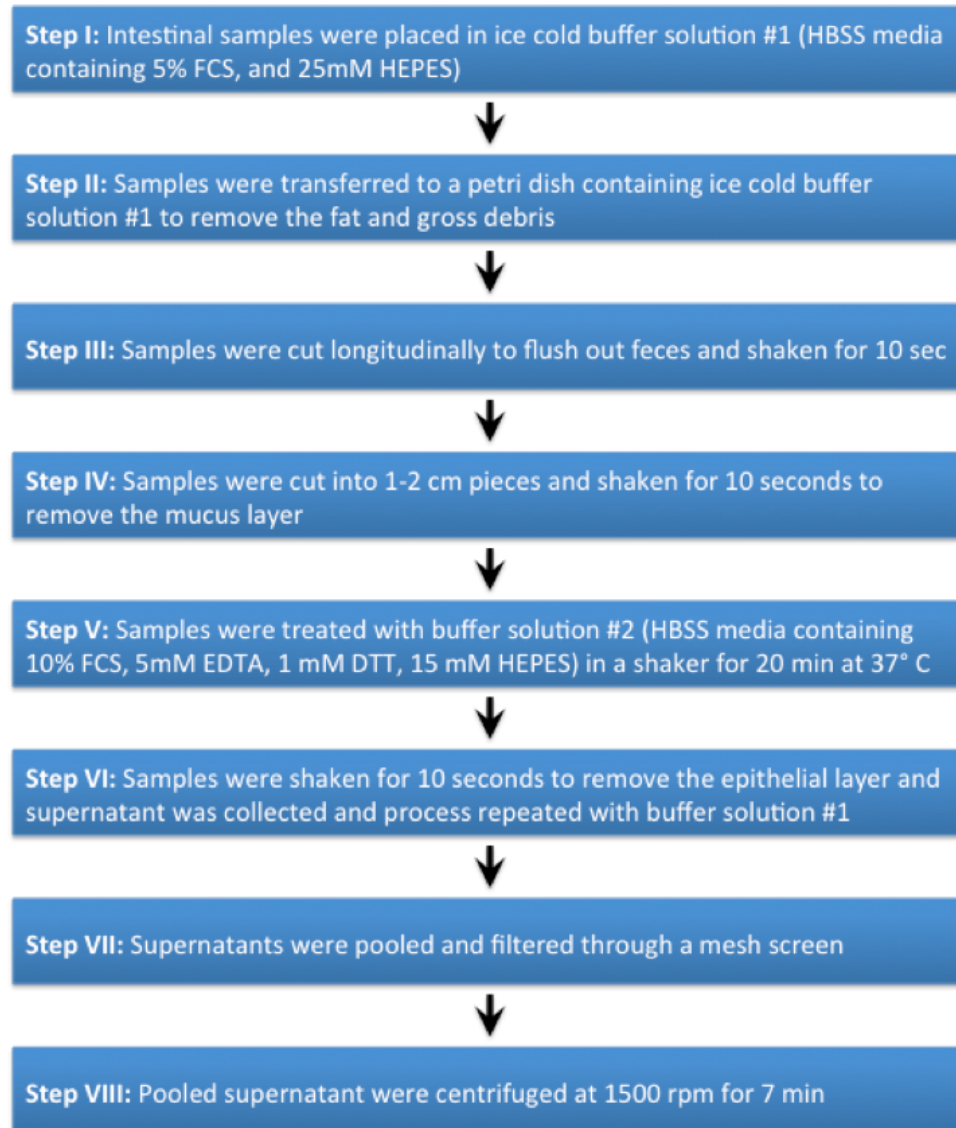 Step I: Intestinal samples were placed in ice cold buffer solution #1 (HBSS media
containing 5% FCS, and 25mM HEPES)
Step II: Samples were transferred to a petri dish containing ice cold buffer
solution #1 to remove the fat and gross debris
Step III: Samples were cut longitudinally to flush out feces and shaken for 10 sec
Step IV: Samples were cut into 1-2 cm pieces and shaken for 10 seconds to
remove the mucus layer
Step V: Samples were treated with buffer solution #2 (HBSS media containing
10% FCS, 5mM EDTA, 1 mM DTT, 15 mM HEPES) in a shaker for 20 min at 37° C
Step VI: Samples were shaken for 10 seconds to remove the epithelial layer and
supernatant was collected and process repeated with buffer solution #1
Step VII: Supernatants were pooled and filtered through a mesh screen
Step VIII: Pooled supernatant were centrifuged at 1500 rpm for 7 min